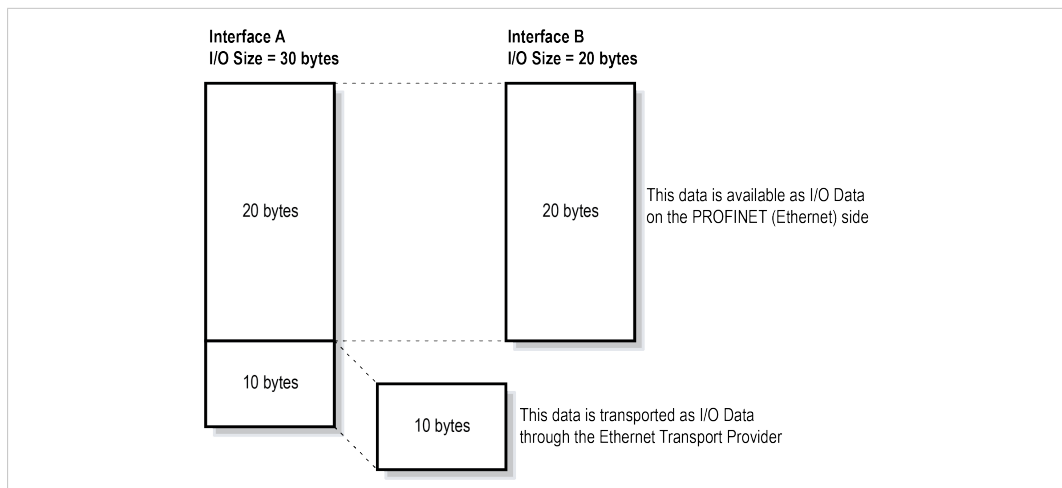 Interface A
I/O Size = 30 bytes
Interface B
I/O Size = 20 bytes
20 bytes
20 bytes
This data is available as I/O Data
on the PROFINET (Ethernet) side
10 bytes
10 bytes
This data is transported as I/O Data
through the Ethernet Transport Provider